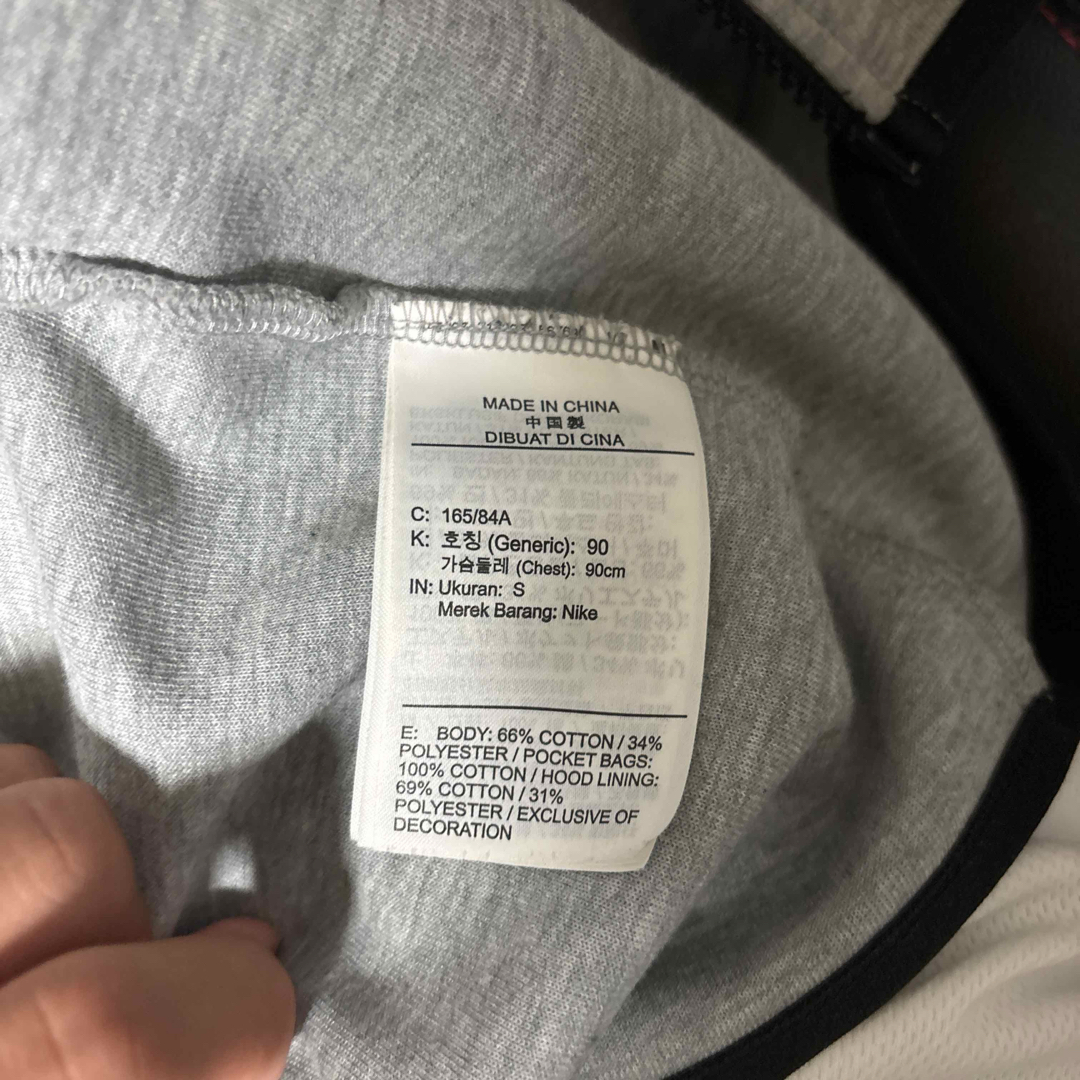 MADE IN CHINA
中国製
DIBUAT DI CINA
C: 165/84A
K: 호칭 (Generic): 90
가슴둘레 (Chest): 90cm
IN: Ukuran: S
Merek Barang: Nike
E: BODY: 66% COTTON / 34%
POLYESTER / POCKET BAGS:
100% COTTON / HOOD LINING:
69% COTTON / 31%
POLYESTER / EXCLUSIVE OF
DECORATION